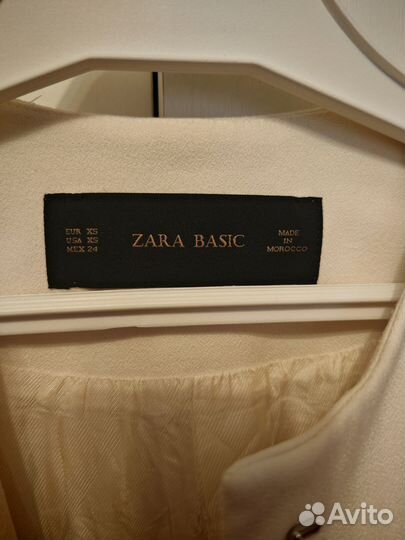 EUR XS
USA XS
MEX 24
ZARA BASIC
MADE
IN
MOROCCO
Avito